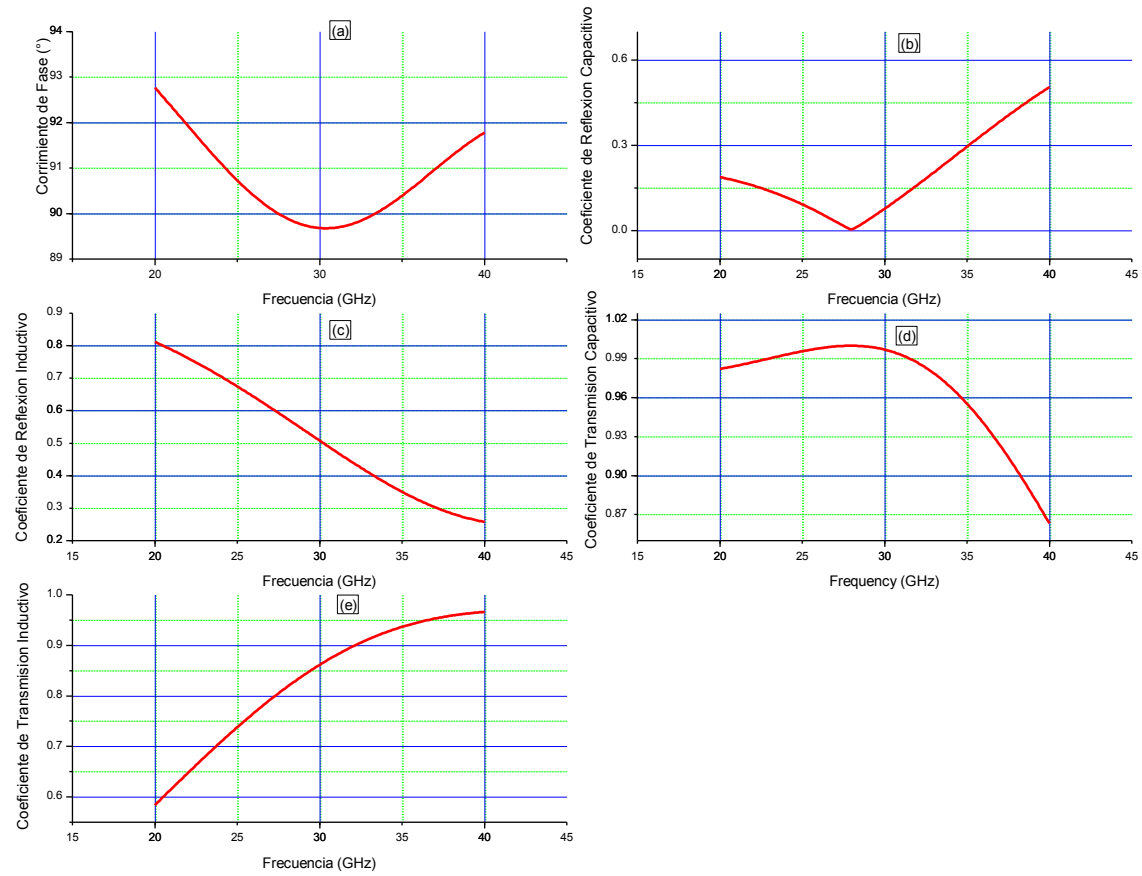 (a)
Corrimiento de Fase (°)
94
93
92
91
90
89
20
30
40
Frecuencia (GHz)
(b)
Coeficiente de Reflexion Capacitivo
0.6
0.3
0.0
15 20 25 30 35 40 45
Frecuencia (GHz)
(c)
Coeficiente de Reflexion Inductivo
0.9
0.8
0.7
0.6
0.5
0.4
0.3
0.2
15 20 25 30 35 40 45
Frecuencia (GHz)
(d)
Coeficiente de Transmision Capacitivo
1.02
0.99
0.96
0.93
0.90
0.87
15 20 25 30 35 40 45
Frequency (GHz)
(e)
Coeficiente de Transmision Inductivo
1.0
0.9
0.8
0.7
0.6
15 20 25 30 35 40 45
Frecuencia (GHz)